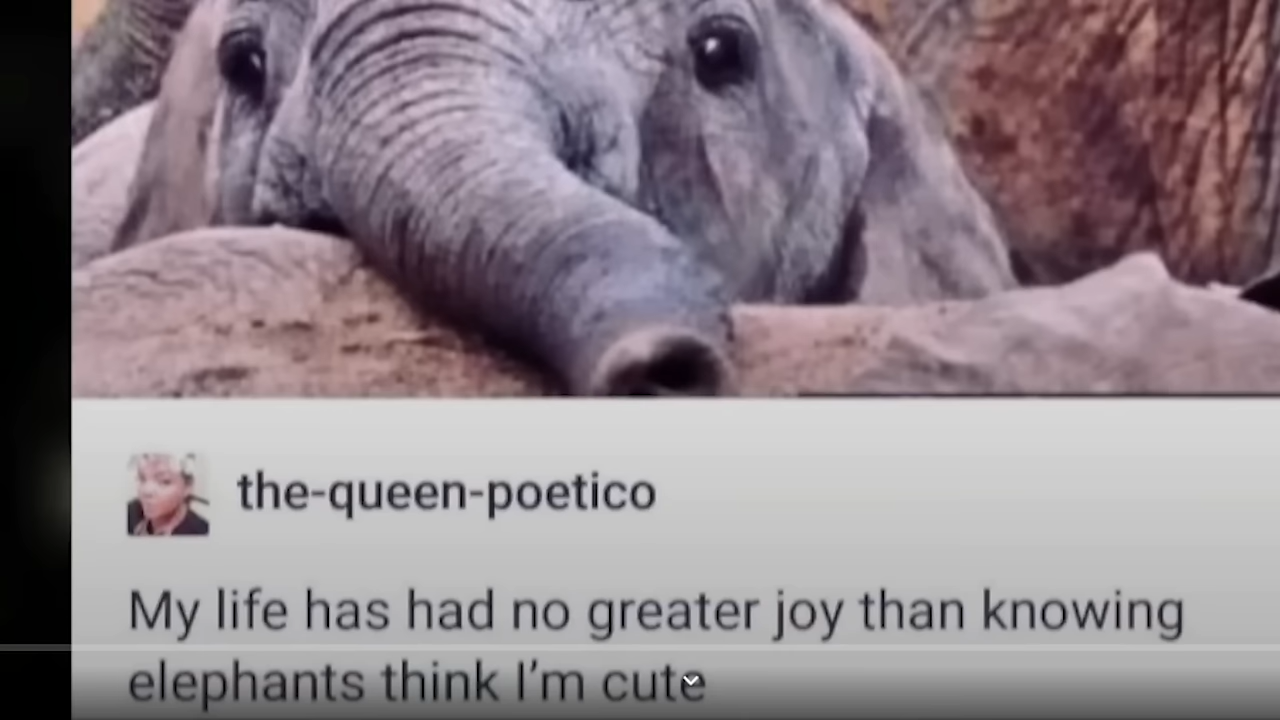 the-queen-poetico
My life has had no greater joy than knowing
elephants think I'm cute